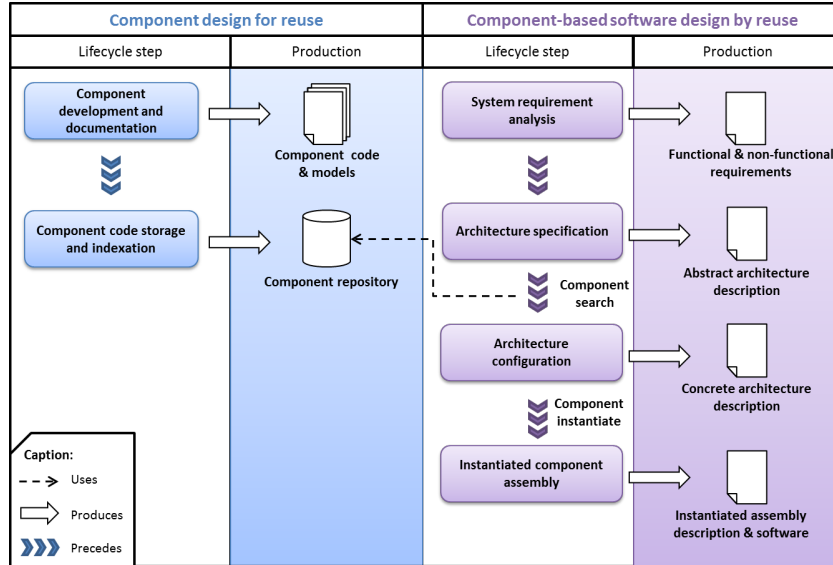 Component design for reuse
Component-based software design by reuse
Lifecycle step
Production
Lifecycle step
Production
Component
development and
documentation
Component code
& models
System requirement
analysis
Functional & non-functional
requirements
Component code storage
and indexation
Component repository
Architecture specification
Abstract architecture
description
Component
search
Architecture
configuration
Concrete architecture
description
Component
instantiate
Instantiated component
assembly
Instantiated assembly
description & software
Caption:
Uses
Produces
Precedes